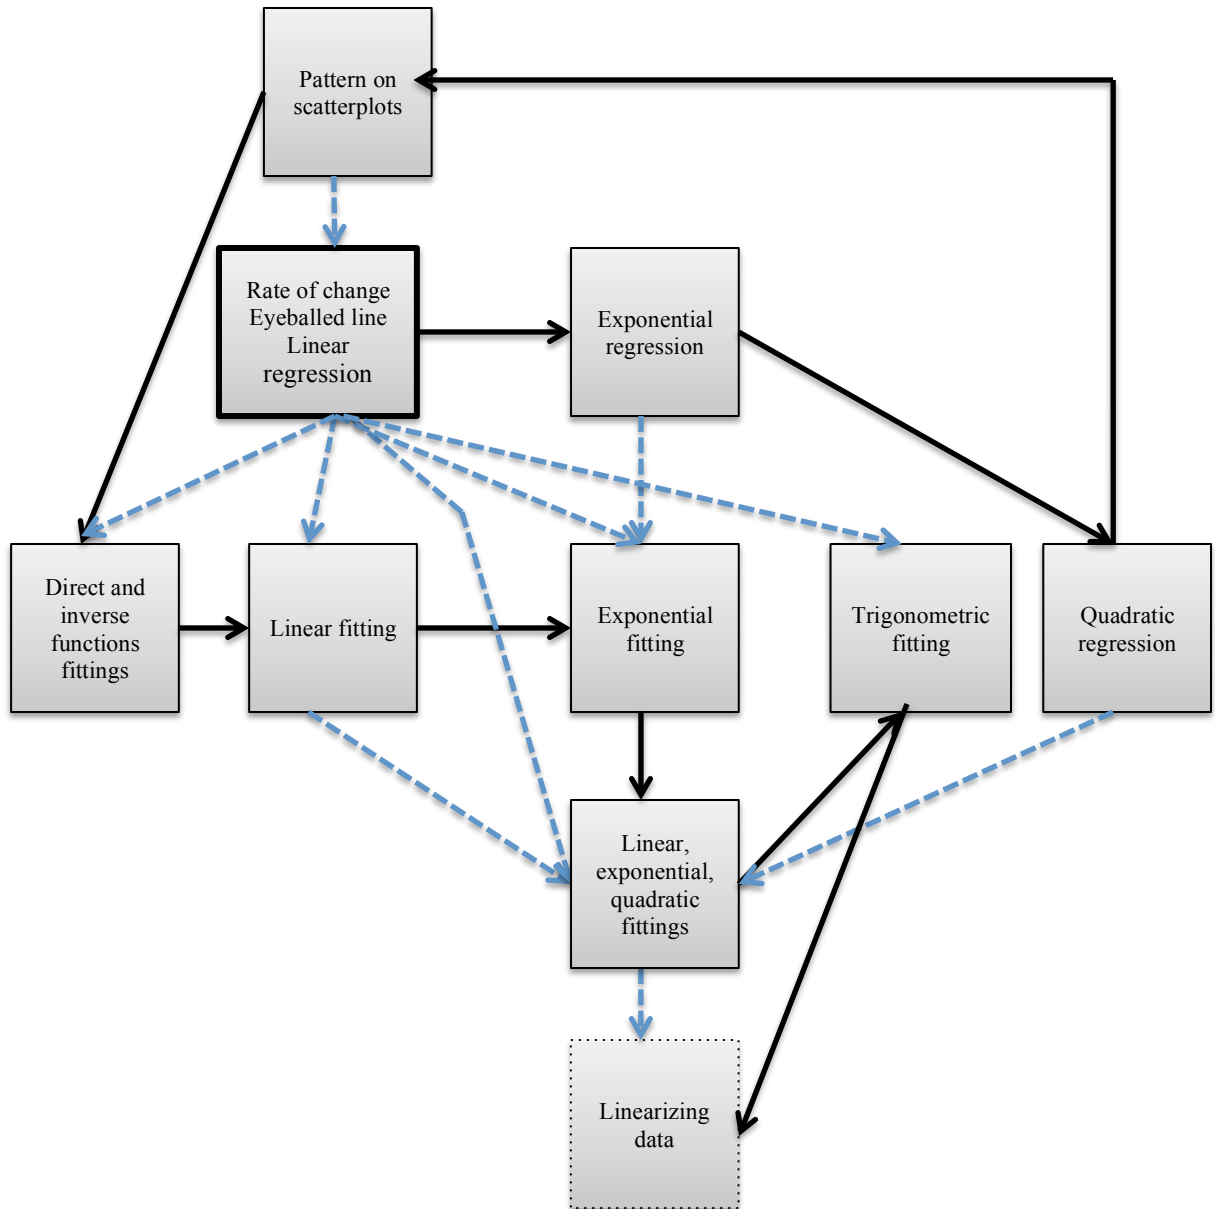 Pattern on
scatterplots
Rate of change
Eyeballed line
Linear
regression
Exponential
regression
Direct and
inverse
functions
fittings
Linear fitting
Exponential
fitting
Trigonometric
fitting
Quadratic
regression
Linear,
exponential,
quadratic
fittings
Linearizing
data